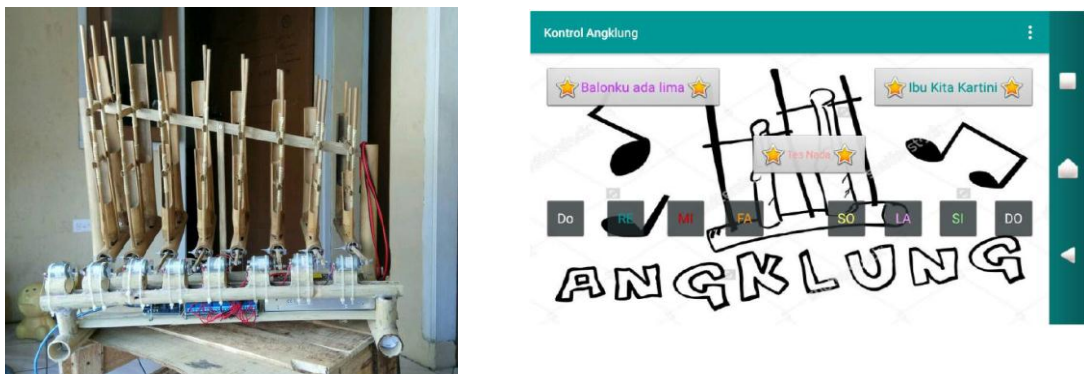 Kontrol Angklung
Balonku ada lima
Ibu Kita Kartini
Tes Nada
Do RE MI FA SO LA SI DO
ANGKLUNG